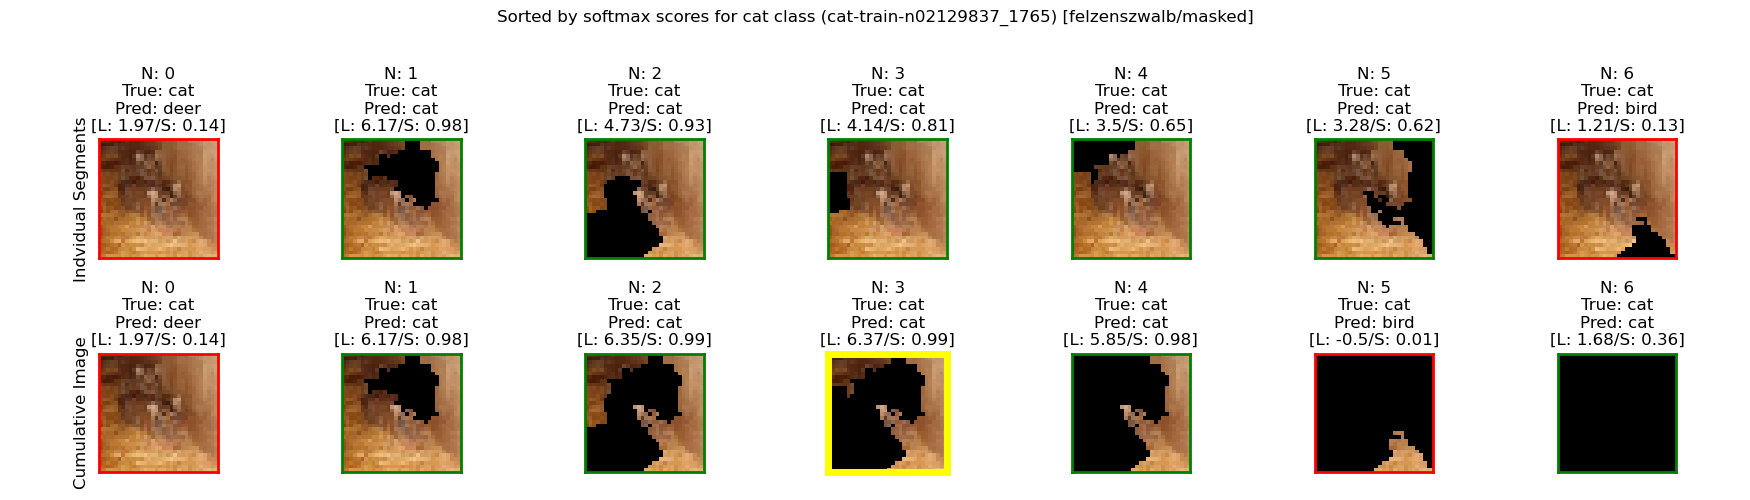 Sorted by softmax scores for cat class (cat-train-n02129837_1765) [felzenszwalb/masked]
Indvidual Segments
N: 0
True: cat
Pred: deer
[L: 1.97/S: 0.14]
N: 1
True: cat
Pred: cat
[L: 6.17/S: 0.98]
N: 2
True: cat
Pred: cat
[L: 4.73/S: 0.93]
N: 3
True: cat
Pred: cat
[L: 4.14/S: 0.81]
N: 4
True: cat
Pred: cat
[L: 3.5/S: 0.65]
N: 5
True: cat
Pred: cat
[L: 3.28/S: 0.62]
N: 6
True: cat
Pred: bird
[L: 1.21/S: 0.13]
Cumulative Image
N: 0
True: cat
Pred: deer
[L: 1.97/S: 0.14]
N: 1
True: cat
Pred: cat
[L: 6.17/S: 0.98]
N: 2
True: cat
Pred: cat
[L: 6.35/S: 0.99]
N: 3
True: cat
Pred: cat
[L: 6.37/S: 0.99]
N: 4
True: cat
Pred: cat
[L: 5.85/S: 0.98]
N: 5
True: cat
Pred: bird
[L: -0.5/S: 0.01]
N: 6
True: cat
Pred: cat
[L: 1.68/S: 0.36]